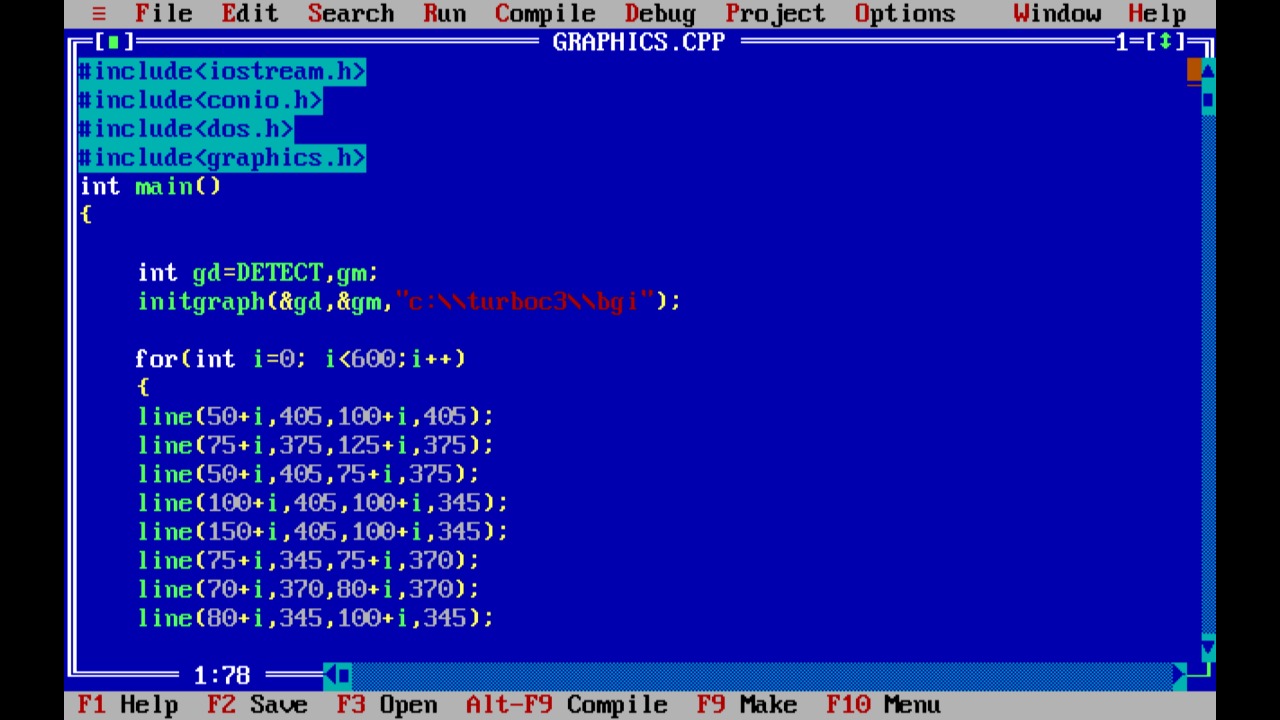 ≡ File Edit Search Run Compile Debug Project Options Window Help
[■] GRAPHICS.CPP 1=[↕]
#include<iostream.h>
#include<conio.h>
#include<dos.h>
#include<graphics.h>
int main()
{
int gd=DETECT,gm;
initgraph(&gd,&gm,"c:\\turboc3\\bgi");
for(int i=0; i<600;i++)
{
line(50+i,405,100+i,405);
line(75+i,375,125+i,375);
line(50+i,405,75+i,375);
line(100+i,405,100+i,345);
line(150+i,405,100+i,345);
line(75+i,345,75+i,370);
line(70+i,370,80+i,370);
line(80+i,345,100+i,345);
1:78
F1 Help F2 Save F3 Open Alt-F9 Compile F9 Make F10 Menu